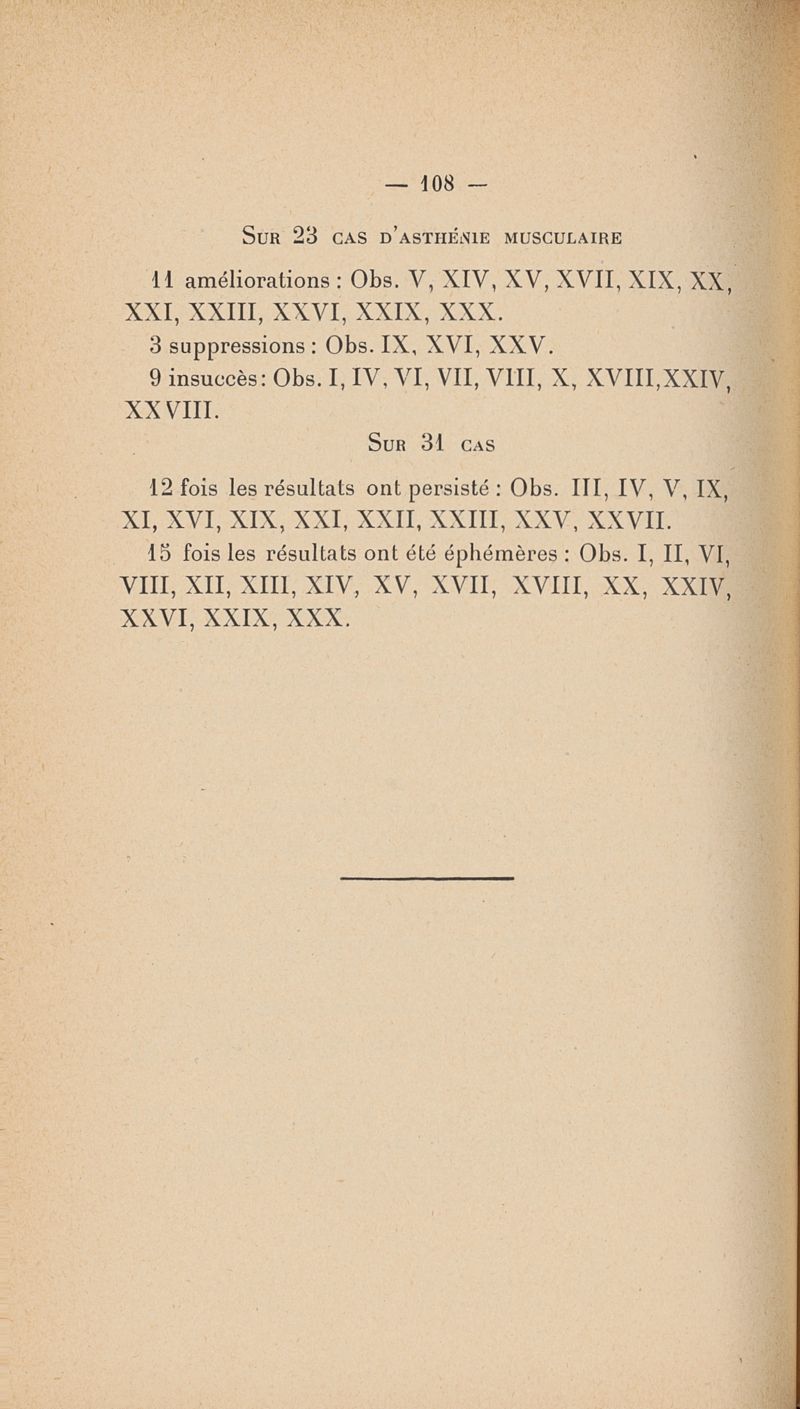 — 108 —
SUR 23 CAS D'ASTHÉNIE MUSCULAIRE
11 améliorations : Obs. V, XIV, XV, XVII, XIX, XX,
XXI, XXIII, XXVI, XXIX, XXX.
3 suppressions : Obs. IX, XVI, XXV.
9 insuccès : Obs. I, IV, VI, VII, VIII, X, XVIII, XXIV,
XXVIII.
SUR 31 CAS
12 fois les résultats ont persisté : Obs. III, IV, V, IX,
XI, XVI, XIX, XXI, XXII, XXIII, XXV, XXVII.
15 fois les résultats ont été éphémères : Obs. I, II, VI,
VIII, XII, XIII, XIV, XV, XVII, XVIII, XX, XXIV,
XXVI, XXIX, XXX.